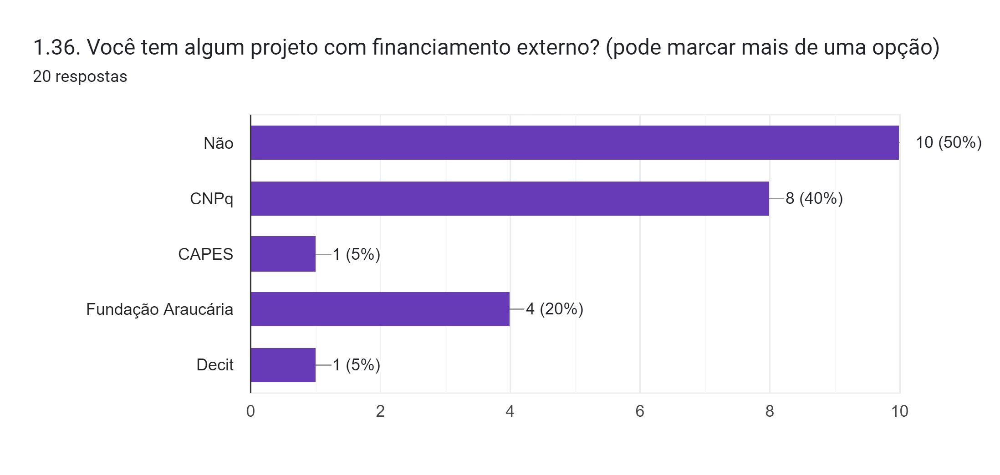 1.36. Você tem algum projeto com financiamento externo? (pode marcar mais de uma opção)
20 respostas
Não 10 (50%)
CNPq 8 (40%)
CAPES 1 (5%)
Fundação Araucária 4 (20%)
Decit 1 (5%)
0 2 4 6 8 10